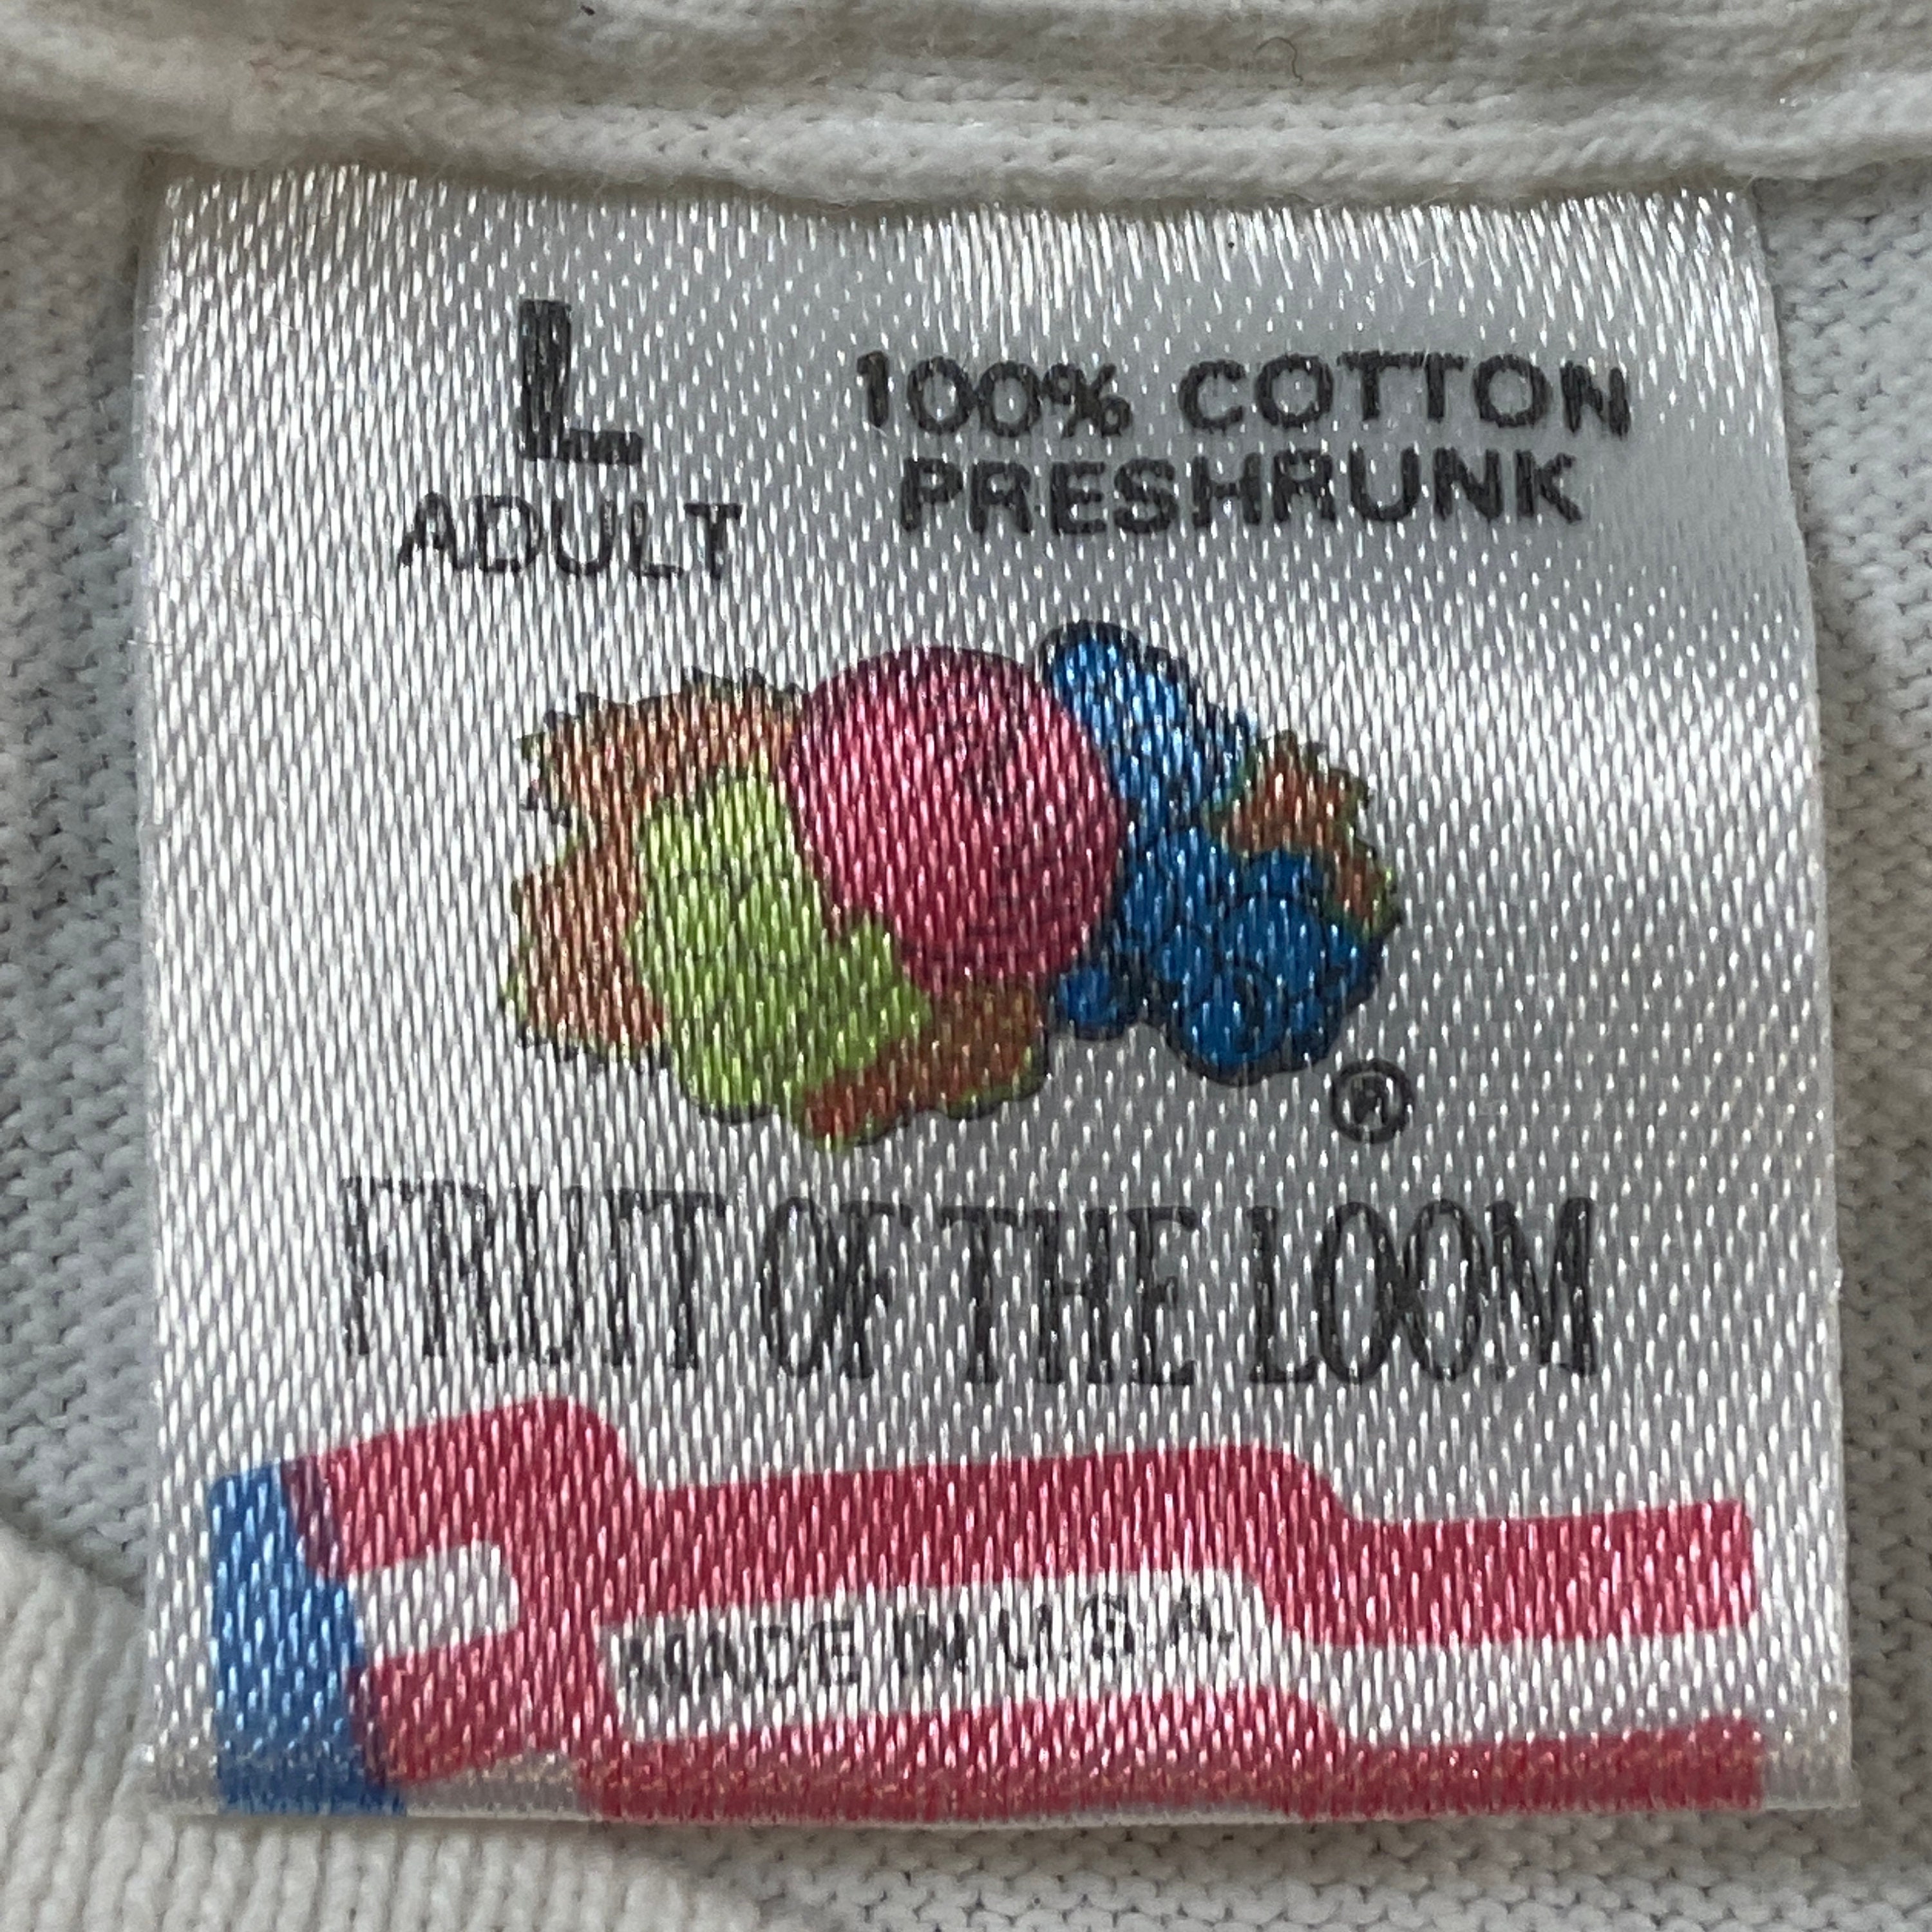 L
ADULT
100% COTTON
PRESHRUNK
®
FRUIT OF THE LOOM
MADE IN U.S.A.